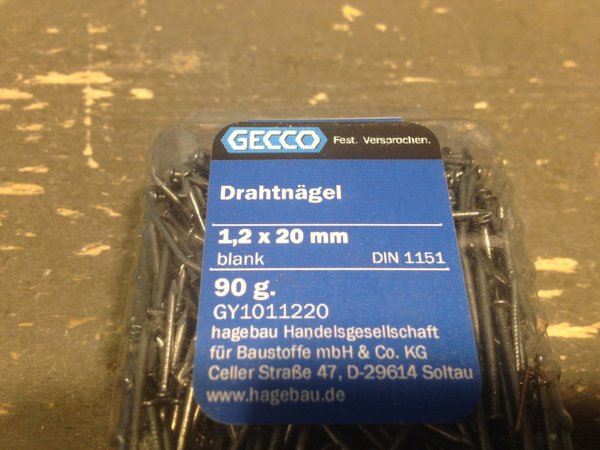 GECCO Fest. Versprochen.
Drahtnägel
1,2 x 20 mm
blank DIN 1151
90 g.
GY1011220
hagebau Handelsgesellschaft
für Baustoffe mbH & Co. KG
Celler Straße 47, D-29614 Soltau
www.hagebau.de